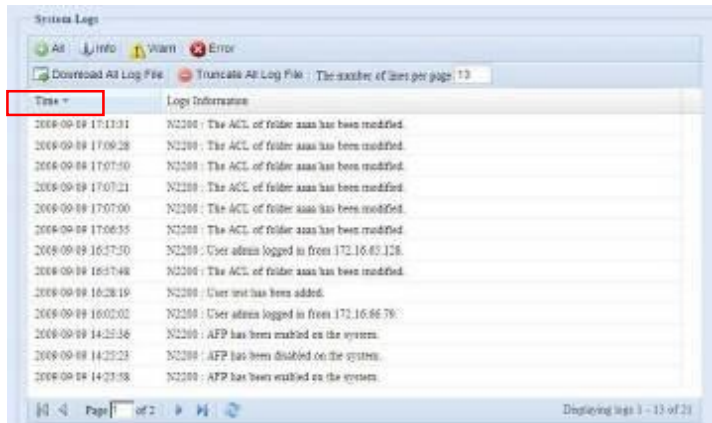 System Logs
All Info Warn Error
Download All Log File Truncate All Log File The number of lines per page 13
Time Logs Information
2009-09-09 17:13:31 N2200 : The ACL of folder aaas has been modified.
2009-09-09 17:09:28 N2200 : The ACL of folder aaas has been modified.
2009-09-09 17:07:50 N2200 : The ACL of folder aaas has been modified.
2009-09-09 17:07:21 N2200 : The ACL of folder aaas has been modified.
2009-09-09 17:07:00 N2200 : The ACL of folder aaas has been modified.
2009-09-09 17:06:35 N2200 : The ACL of folder aaas has been modified.
2009-09-09 16:57:50 N2200 : User admin logged in from 172.16.65.128.
2009-09-09 16:57:48 N2200 : The ACL of folder aaas has been modified.
2009-09-09 16:28:19 N2200 : User test has been added.
2009-09-09 16:02:02 N2200 : User admin logged in from 172.16.66.79.
2009-09-09 14:25:36 N2200 : AFP has been enabled on the system.
2009-09-09 14:25:23 N2200 : AFP has been disabled on the system.
2009-09-09 14:23:58 N2200 : AFP has been enabled on the system.
Page 1 of 2 Displaying logs 1 - 13 of 21